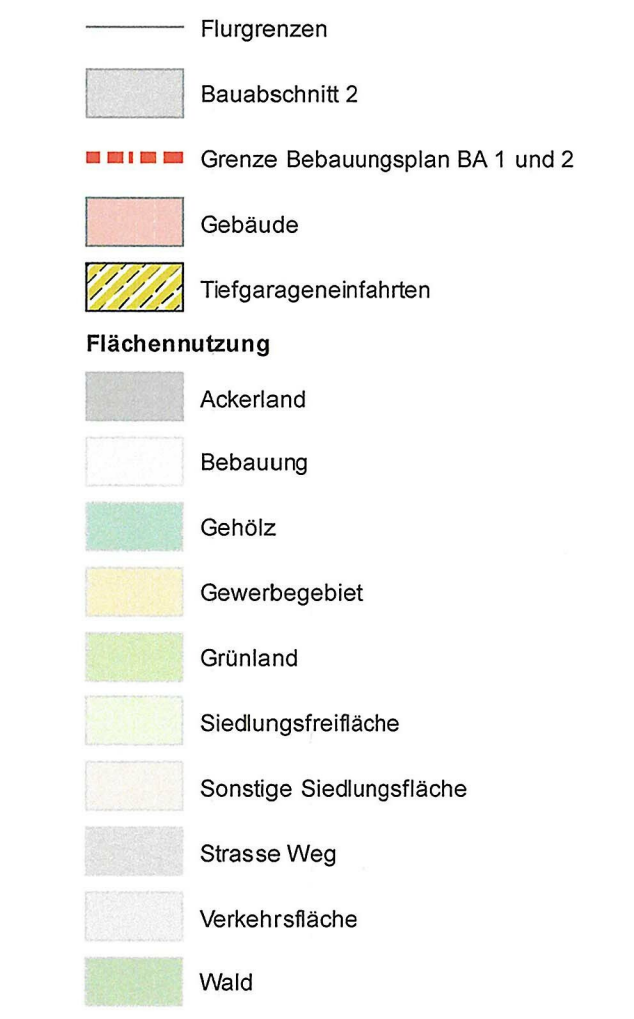 Flurgrenzen
Bauabschnitt 2
Grenze Bebauungsplan BA 1 und 2
Gebäude
Tiefgarageneinfahrten
Flächennutzung
Ackerland
Bebauung
Gehölz
Gewerbegebiet
Grünland
Siedlungsfreifläche
Sonstige Siedlungsfläche
Strasse Weg
Verkehrsfläche
Wald